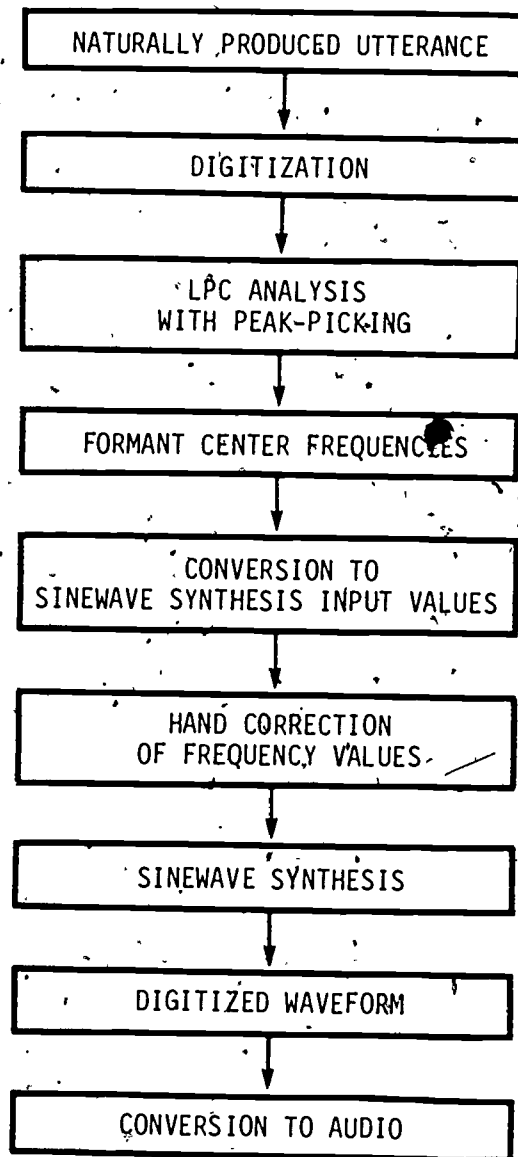 NATURALLY PRODUCED UTTERANCE
DIGITIZATION
LPC ANALYSIS
WITH PEAK-PICKING
FORMANT CENTER FREQUENCIES
CONVERSION TO
SINEWAVE SYNTHESIS INPUT VALUES
HAND CORRECTION
OF FREQUENCY VALUES
SINEWAVE SYNTHESIS
DIGITIZED WAVEFORM
CONVERSION TO AUDIO